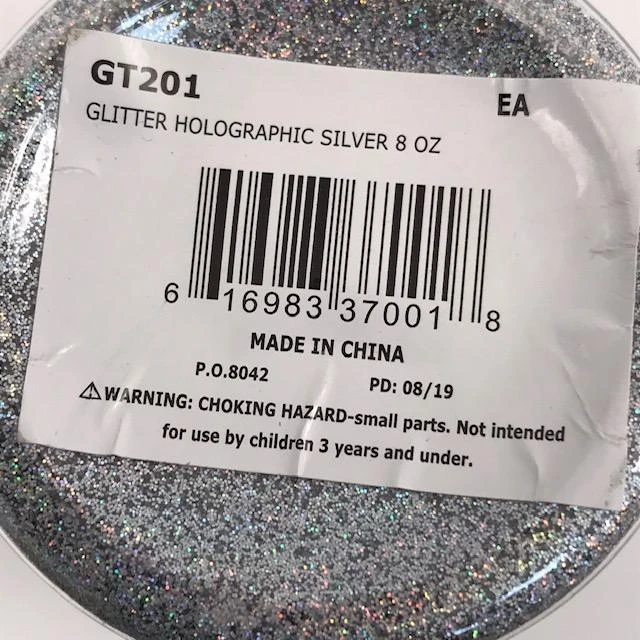 GT201
EA
GLITTER HOLOGRAPHIC SILVER 8 OZ
6 16983 37001 8
MADE IN CHINA
P.O.8042 PD: 08/19
⚠WARNING: CHOKING HAZARD-small parts. Not intended
for use by children 3 years and under.